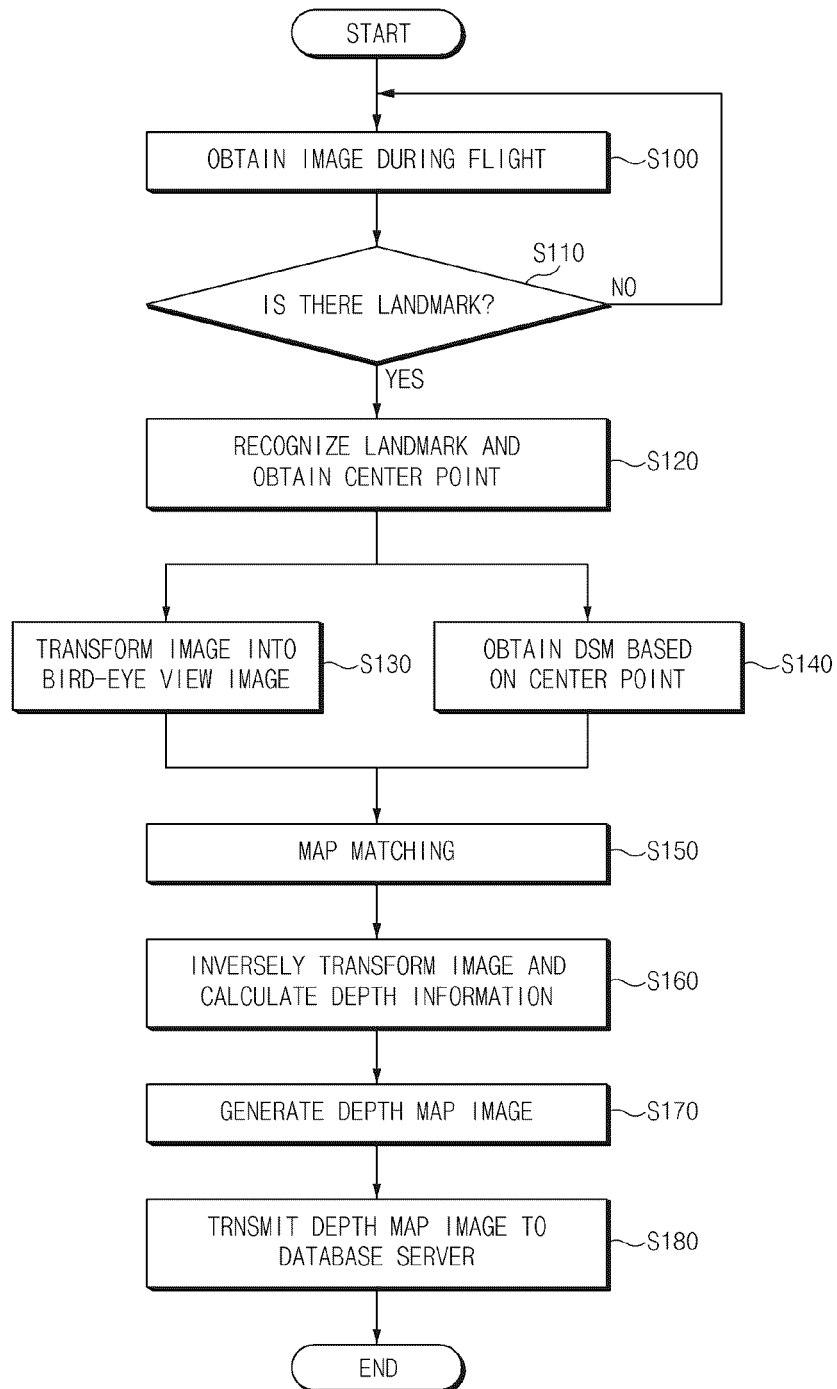 START
OBTAIN IMAGE DURING FLIGHT
S100
S110
IS THERE LANDMARK?
NO
YES
RECOGNIZE LANDMARK AND
OBTAIN CENTER POINT
S120
TRANSFORM IMAGE INTO
BIRD-EYE VIEW IMAGE
S130
OBTAIN DSM BASED
ON CENTER POINT
S140
MAP MATCHING
S150
INVERSELY TRANSFORM IMAGE AND
CALCULATE DEPTH INFORMATION
S160
GENERATE DEPTH MAP IMAGE
S170
TRNSMIT DEPTH MAP IMAGE TO
DATABASE SERVER
S180
END